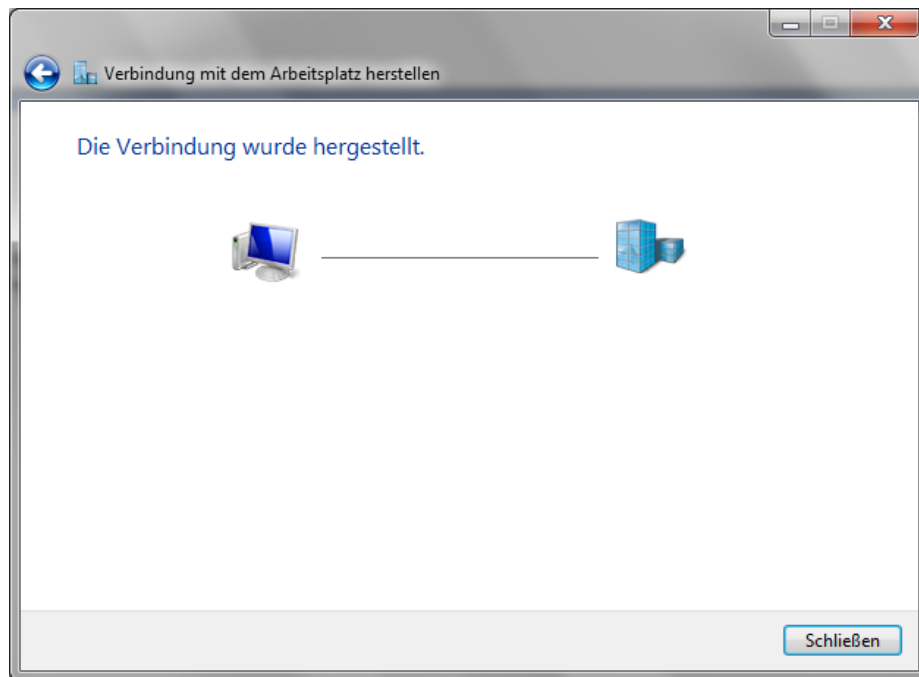 Verbindung mit dem Arbeitsplatz herstellen
Die Verbindung wurde hergestellt.
Schließen